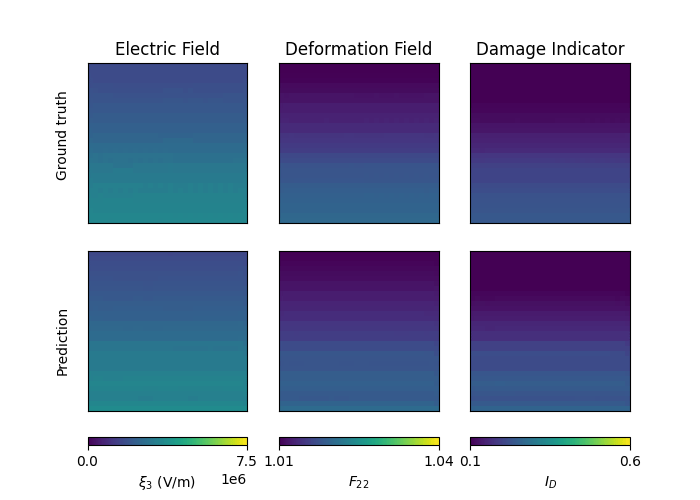 Electric Field Deformation Field Damage Indicator
Ground truth
Prediction
0.0 7.5 1.01 1.04 0.1 0.6
1e6
ξ₃ (V/m) F₂₂ I_D